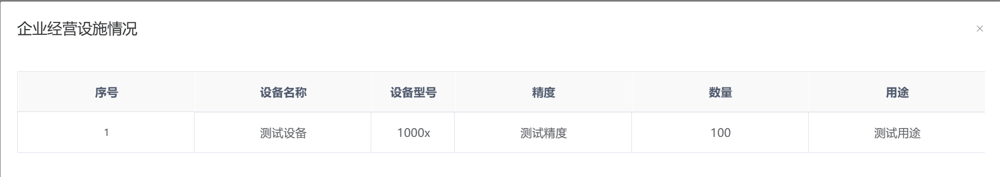 企业经营设施情况
序号 设备名称 设备型号 精度 数量 用途
1 测试设备 1000x 测试精度 100 测试用途